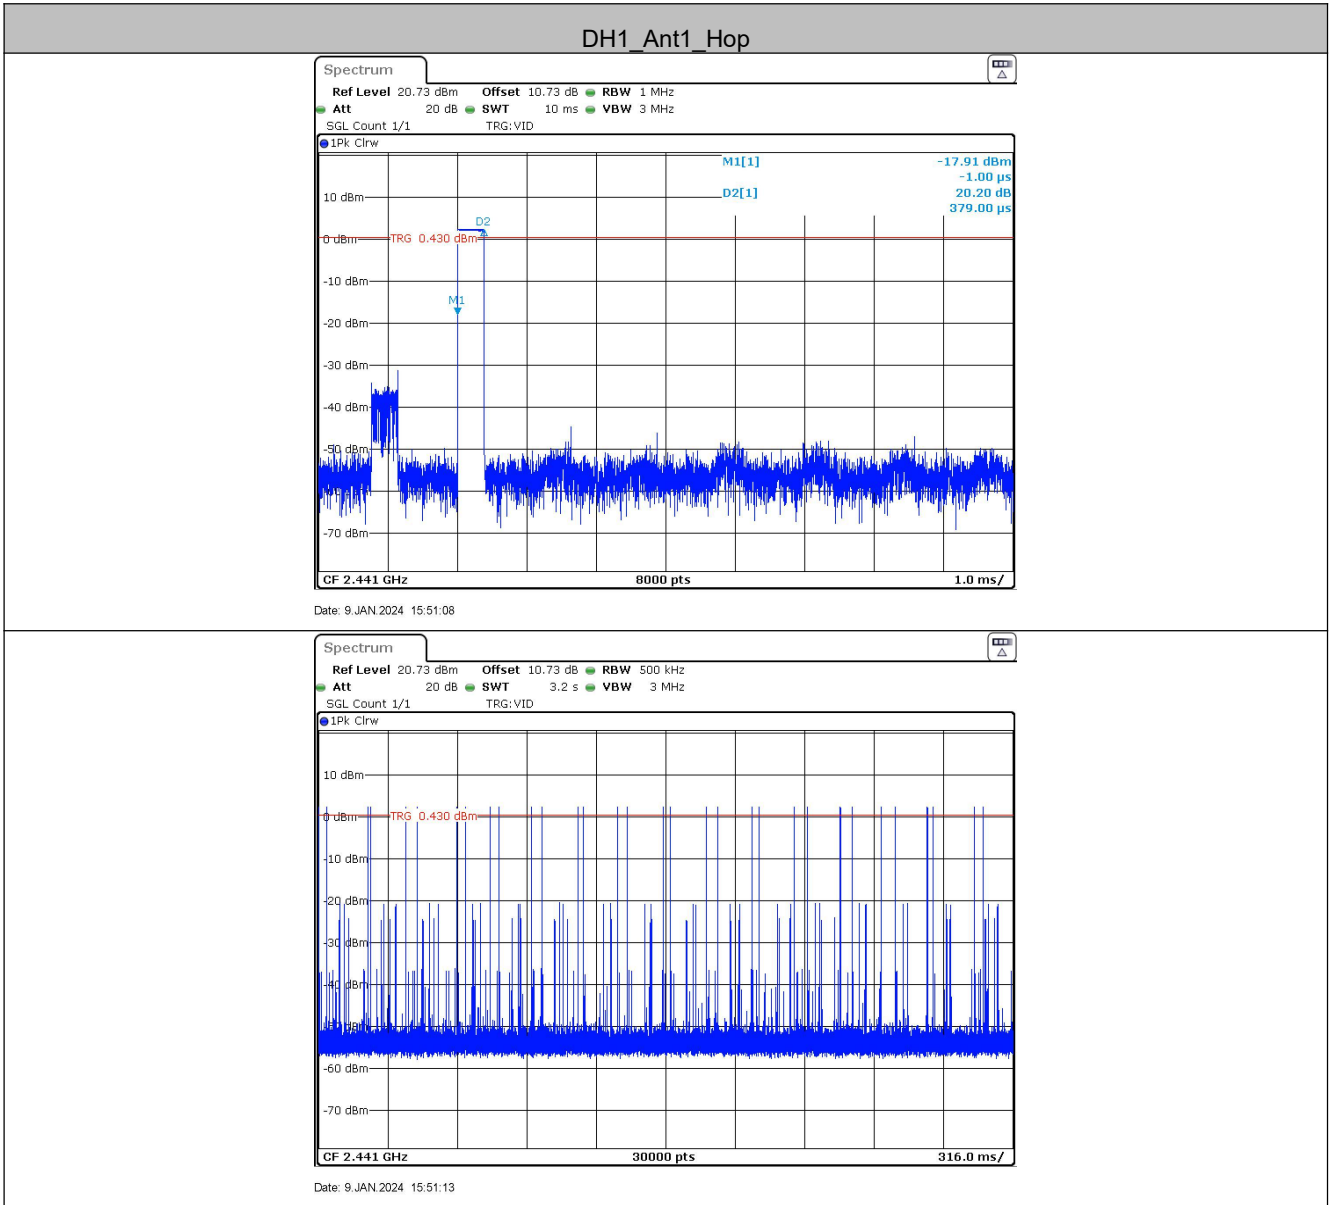 DH1_Ant1_Hop
Spectrum
Ref Level 20.73 dBm Offset 10.73 dB RBW 1 MHz
Att 20 dB SWT 10 ms VBW 3 MHz
SGL Count 1/1 TRG:VID
1Pk Clrw
M1[1] -17.91 dBm
-1.00 µs
D2[1] 20.20 dB
379.00 µs
10 dBm
D2
0 dBm TRG 0.430 dBm
-10 dBm
M1
-20 dBm
-30 dBm
-40 dBm
-50 dBm
-70 dBm
CF 2.441 GHz 8000 pts 1.0 ms/
Date: 9.JAN.2024 15:51:08
Spectrum
Ref Level 20.73 dBm Offset 10.73 dB RBW 500 kHz
Att 20 dB SWT 3.2 s VBW 3 MHz
SGL Count 1/1 TRG:VID
1Pk Clrw
10 dBm
0 dBm TRG 0.430 dBm
-10 dBm
-20 dBm
-30 dBm
-40 dBm
-60 dBm
-70 dBm
CF 2.441 GHz 30000 pts 316.0 ms/
Date: 9.JAN.2024 15:51:13